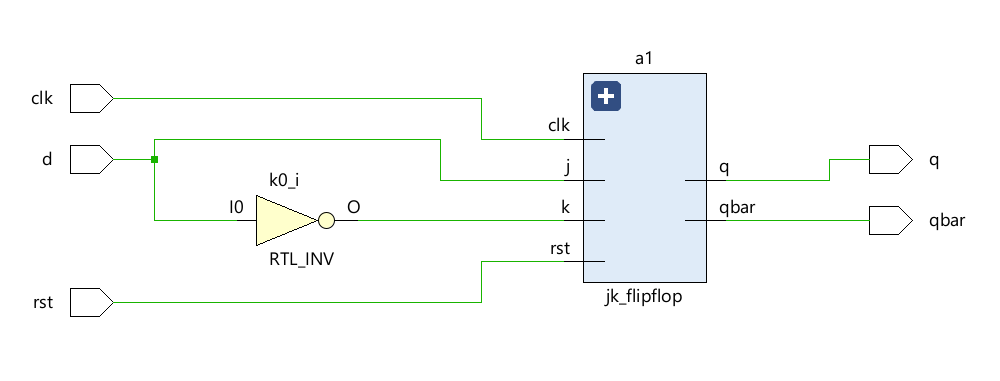 a1
clk
clk
d
j
q
q
k0_i
I0
O
k
qbar
qbar
rst
RTL_INV
rst
jk_flipflop